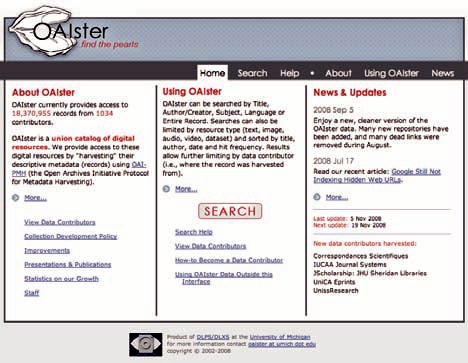 OAIster
find the pearls
Home Search Help • About Using OAIster News
About OAIster
OAIster currently provides access to
18,370,955 records from 1034
contributors.
OAIster is a union catalog of digital
resources. We provide access to these
digital resources by "harvesting" their
descriptive metadata (records) using OAI-
PMH (the Open Archives Initiative Protocol
for Metadata Harvesting).
More...
View Data Contributors
Collection Development Policy
Improvements
Presentations & Publications
Statistics on our Growth
Staff
Using OAIster
OAIster can be searched by Title,
Author/Creator, Subject, Language or
Entire Record. Searches can also be
limited by resource type (text, image,
audio, video, dataset) and sorted by title,
author, date and hit frequency. Results
allow further limiting by data contributor
(i.e., where the record was harvested
from).
More...
SEARCH
Search Help
View Data Contributors
How-to Become a Data Contributor
Using OAIster Data Outside this
Interface
News & Updates
2008 Sep 5
Enjoy a new, cleaner version of the
OAIster data. Many new repositories have
been added, and many dead links were
removed during August.
2008 Jul 17
Read our recent article: Google Still Not
Indexing Hidden Web URLs.
More...
Last update: 5 Nov 2008
Next update: 19 Nov 2008
New data contributors harvested:
Correspondances Scientifiques
IUCAA Journal Systems
JScholarship: JHU Sheridan Libraries
UniCA Eprints
UnissResearch
Product of DLPS/DLXS at the University of Michigan
for more information contact oaister at umich dot edu
copyright © 2002-2008